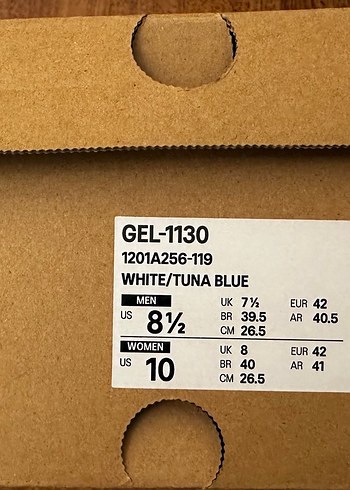 GEL-1130
1201A256-119
WHITE/TUNA BLUE
MEN
US 8½
UK 7½ EUR 42
BR 39.5 AR 40.5
CM 26.5
WOMEN
US 10
UK 8 EUR 42
BR 40 AR 41
CM 26.5